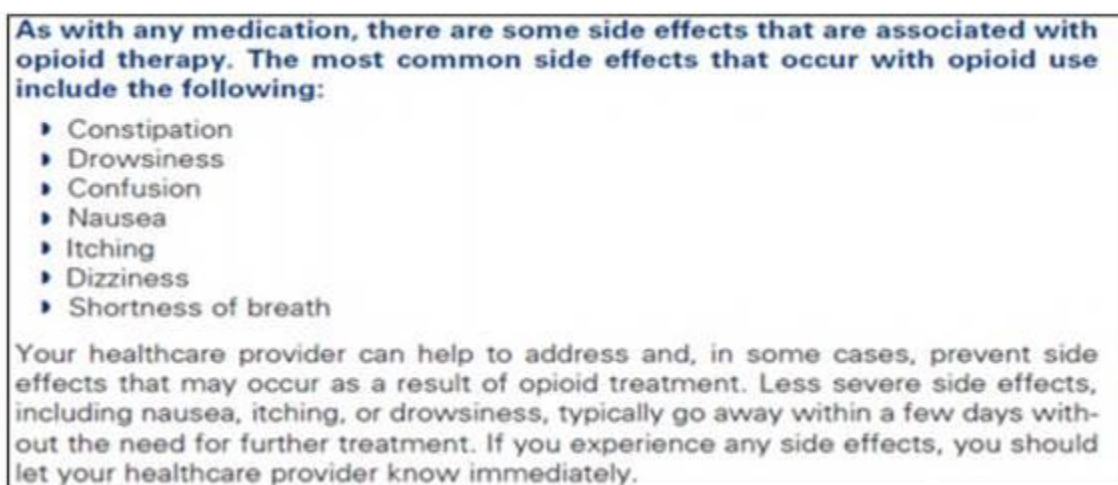 As with any medication, there are some side effects that are associated with
opioid therapy. The most common side effects that occur with opioid use
include the following:
Constipation
Drowsiness
Confusion
Nausea
Itching
Dizziness
Shortness of breath
Your healthcare provider can help to address and, in some cases, prevent side
effects that may occur as a result of opioid treatment. Less severe side effects,
including nausea, itching, or drowsiness, typically go away within a few days with-
out the need for further treatment. If you experience any side effects, you should
let your healthcare provider know immediately.